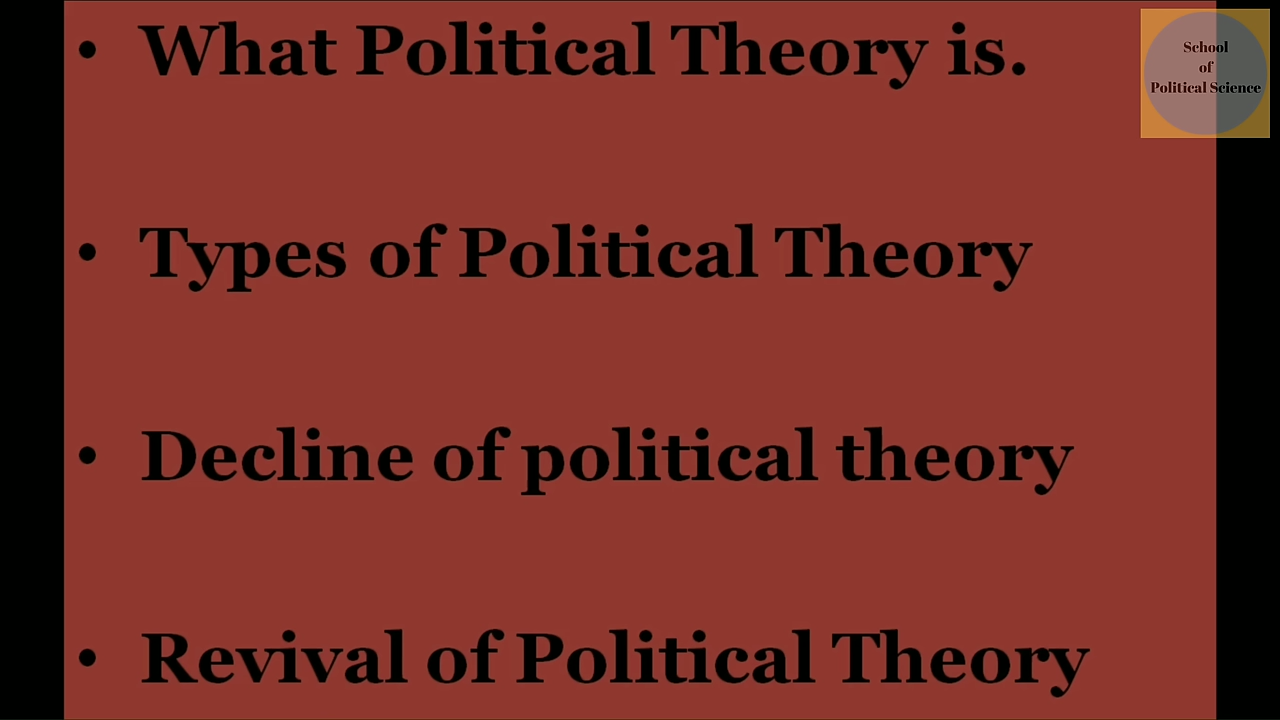 • What Political Theory is.
School
of
Political Science
• Types of Political Theory
• Decline of political theory
• Revival of Political Theory